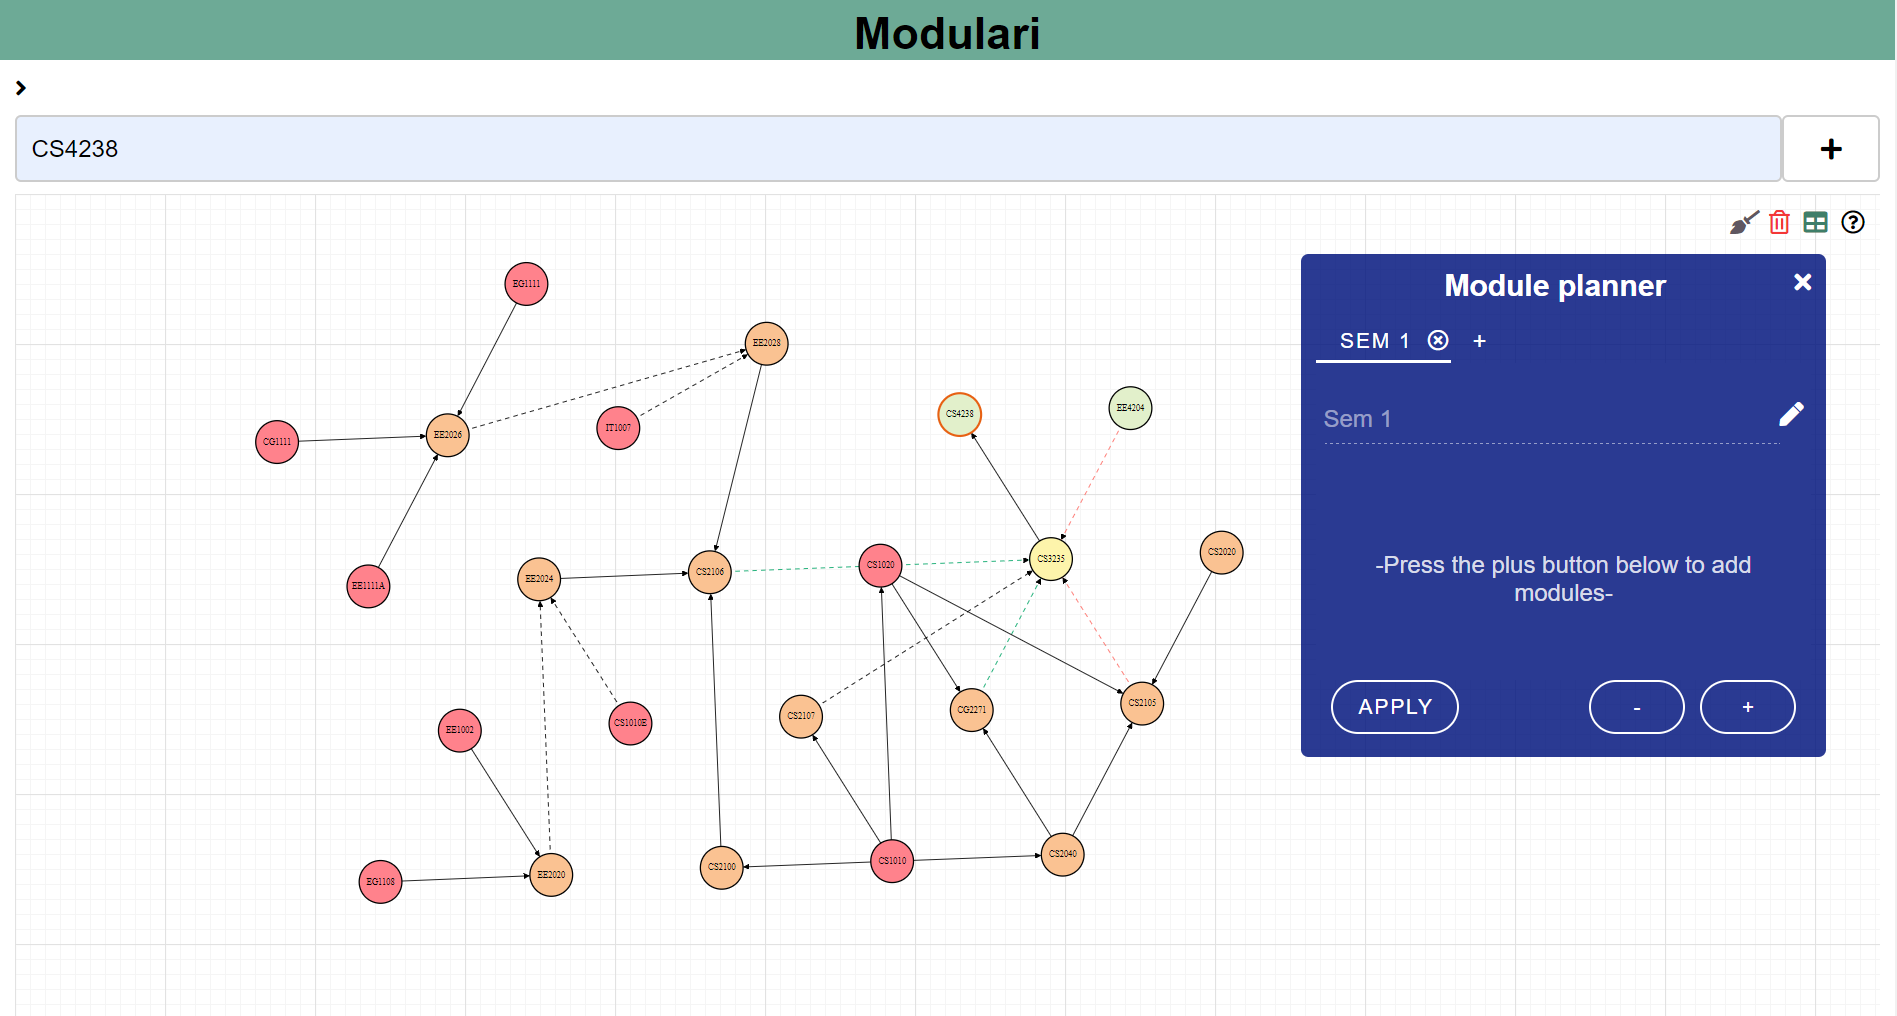 Modulari
CS4238
+
Module planner
SEM 1
+
Sem 1
-Press the plus button below to add
modules-
APPLY
-
+
EG1111
EE2028
CG1111
EE2026
IT1007
CS4238
EE4204
EE1111A
EE2024
CS2106
CS1020
CS3235
CS2020
EE1002
CS1010E
CS2107
CG2271
CS2105
EG1108
EE2020
CS2100
CS1010
CS2040